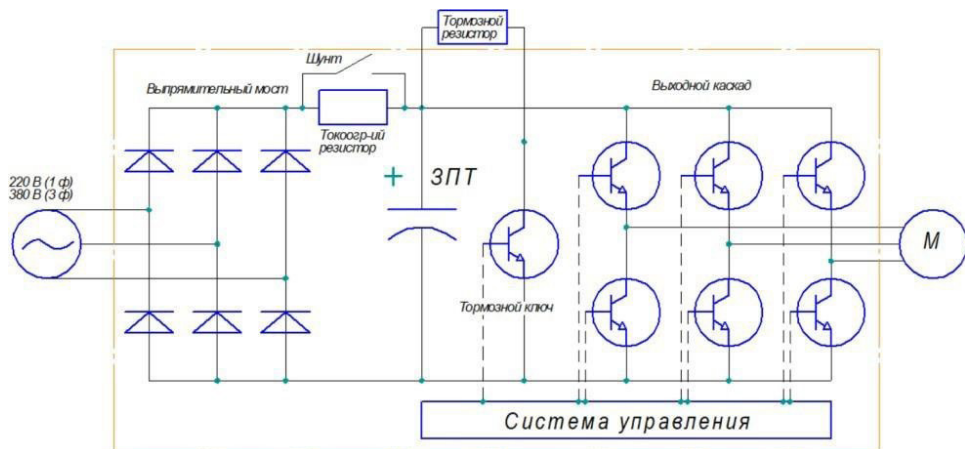 Тормозной
резистор
Шунт
Выпрямительный мост
Выходной каскад
Токоогр-ий
резистор
220 В (1 ф)
380 В (3 ф)
+ ЗПТ
М
Тормозной ключ
Система управления